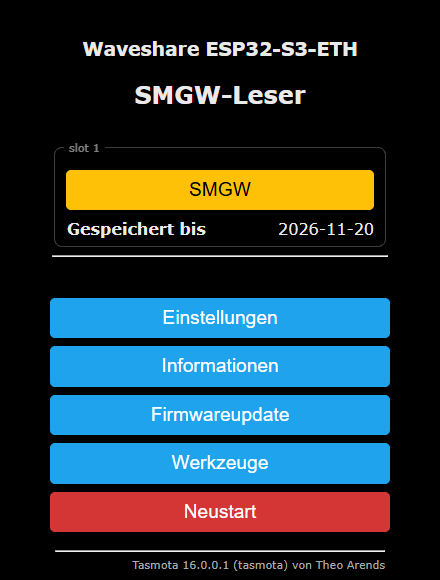 Waveshare ESP32-S3-ETH
SMGW-Leser
slot 1
SMGW
Gespeichert bis 2026-11-20
Einstellungen
Informationen
Firmwareupdate
Werkzeuge
Neustart
Tasmota 16.0.0.1 (tasmota) von Theo Arends